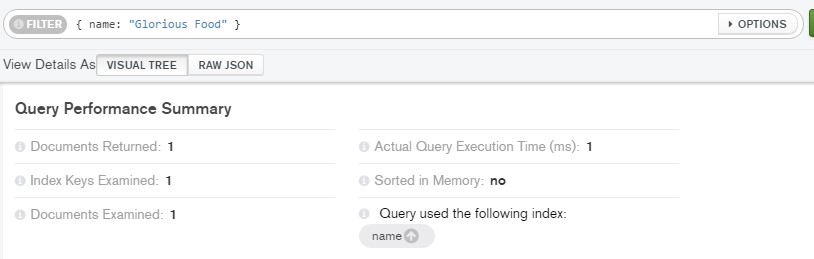 FILTER { name: "Glorious Food" } OPTIONS
View Details As VISUAL TREE RAW JSON
Query Performance Summary
Documents Returned: 1
Actual Query Execution Time (ms): 1
Index Keys Examined: 1
Sorted in Memory: no
Documents Examined: 1
Query used the following index:
name